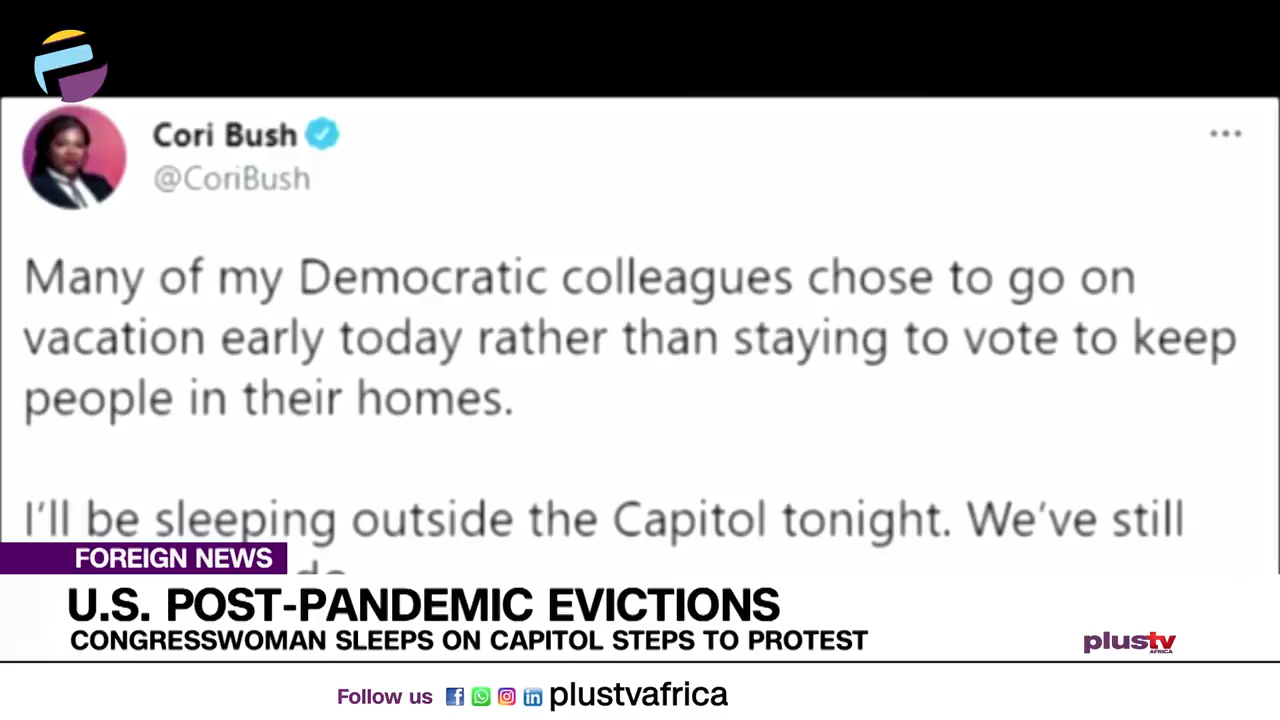 Cori Bush
@CoriBush
Many of my Democratic colleagues chose to go on
vacation early today rather than staying to vote to keep
people in their homes.
I'll be sleeping outside the Capitol tonight. We've still
FOREIGN NEWS
U.S. POST-PANDEMIC EVICTIONS
CONGRESSWOMAN SLEEPS ON CAPITOL STEPS TO PROTEST
plustv
AFRICA
Follow us plustvafrica